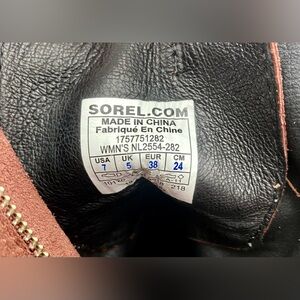 SOREL.COM
MADE IN CHINA
Fabriqué En Chine
1757751282
WMN'S NL2554-282
USA UK EUR CM
7 5 38 24
218